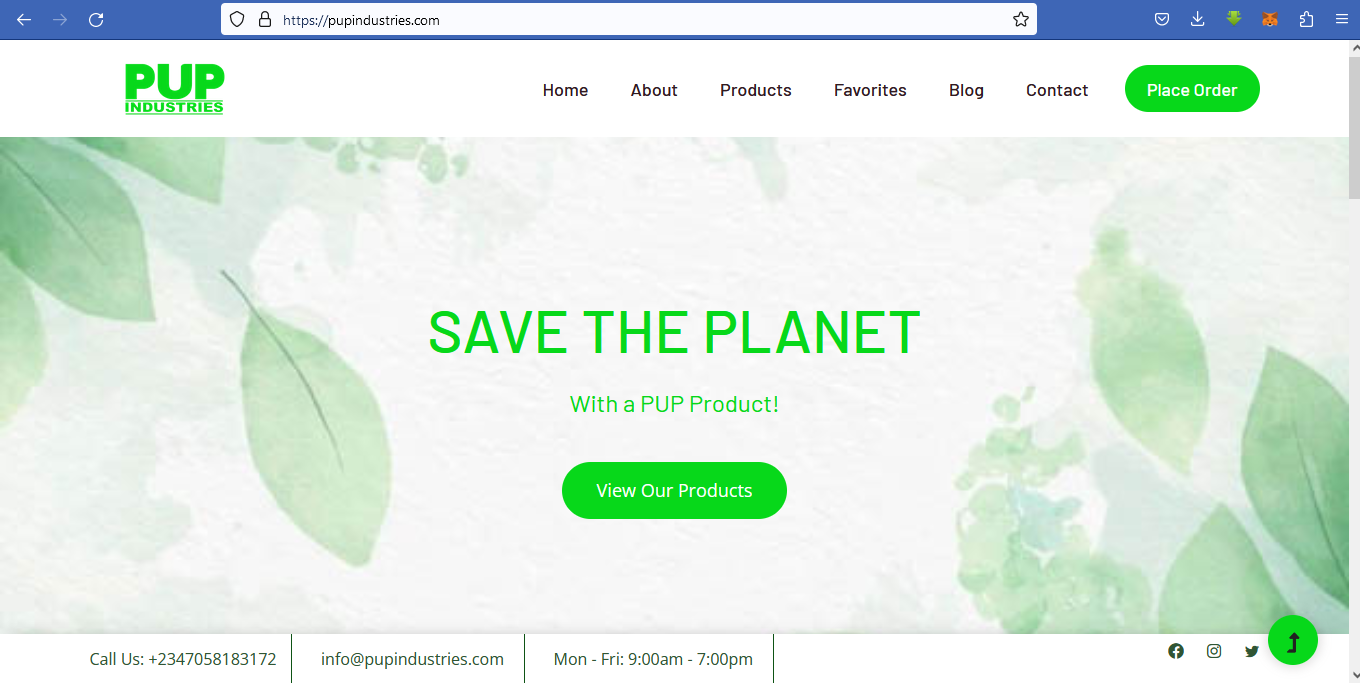 https://pupindustries.com
PUP
INDUSTRIES
Home About Products Favorites Blog Contact Place Order
SAVE THE PLANET
With a PUP Product!
View Our Products
Call Us: +2347058183172 info@pupindustries.com Mon - Fri: 9:00am - 7:00pm